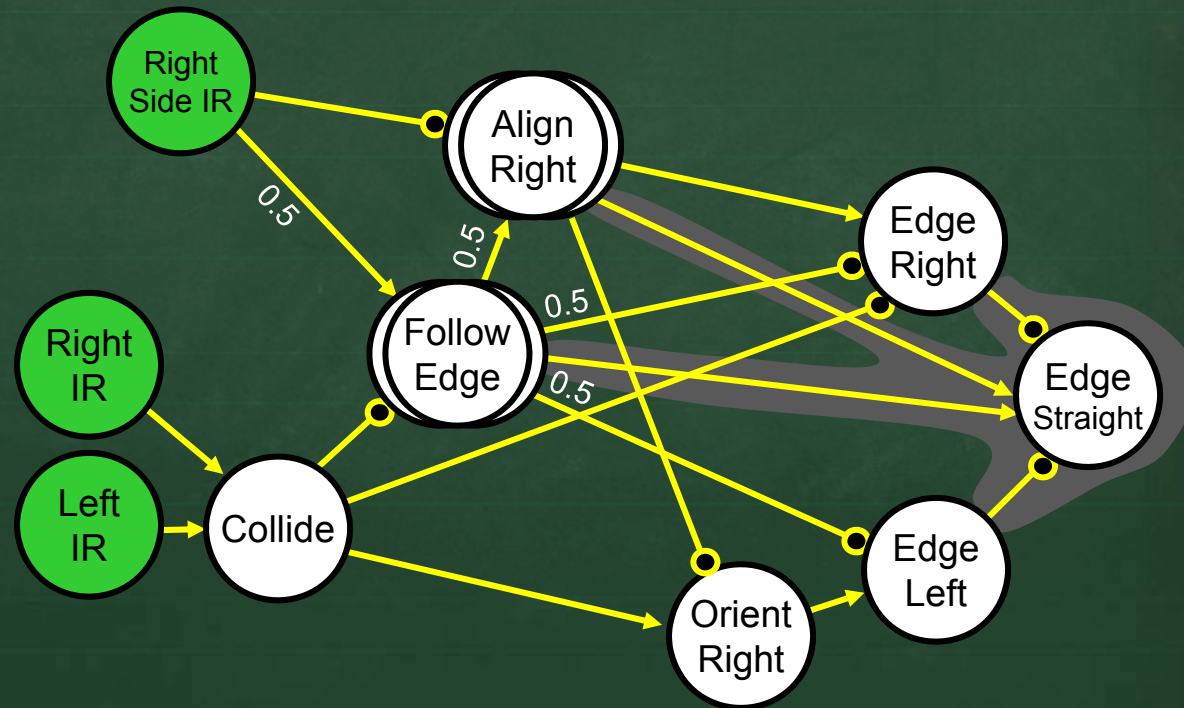 Right
Side IR
Align
Right
0.5
Edge
Right
0.5
0.5
Follow
Edge
0.5
Right
IR
Edge
Straight
Left
IR
Collide
Edge
Left
Orient
Right